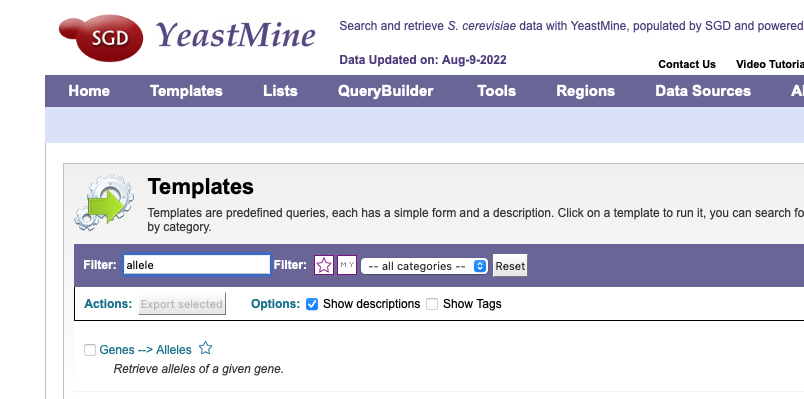 SGD YeastMine
Search and retrieve S. cerevisiae data with YeastMine, populated by SGD and powered
Data Updated on: Aug-9-2022
Contact Us Video Tutoria
Home Templates Lists QueryBuilder Tools Regions Data Sources
Templates
Templates are predefined queries, each has a simple form and a description. Click on a template to run it, you can search fo
by category.
Filter: allele Filter: MY -- all categories -- Reset
Actions: Export selected Options: Show descriptions Show Tags
Genes --> Alleles
Retrieve alleles of a given gene.